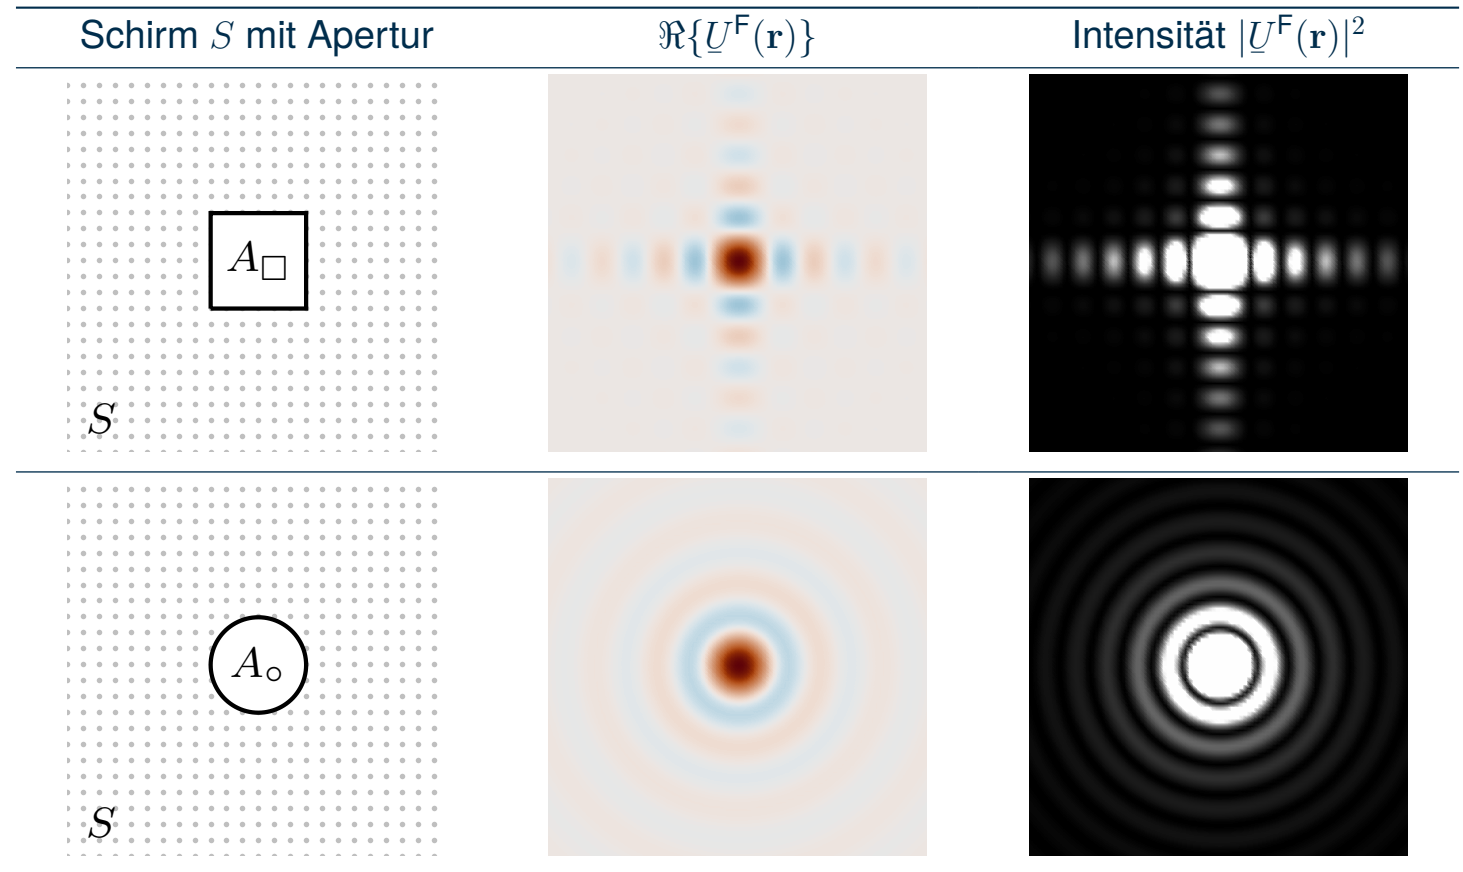 Schirm S mit Apertur ℜ{U̲ᶠ(𝐫)} Intensität |U̲ᶠ(𝐫)|²
A□
S
A○
S